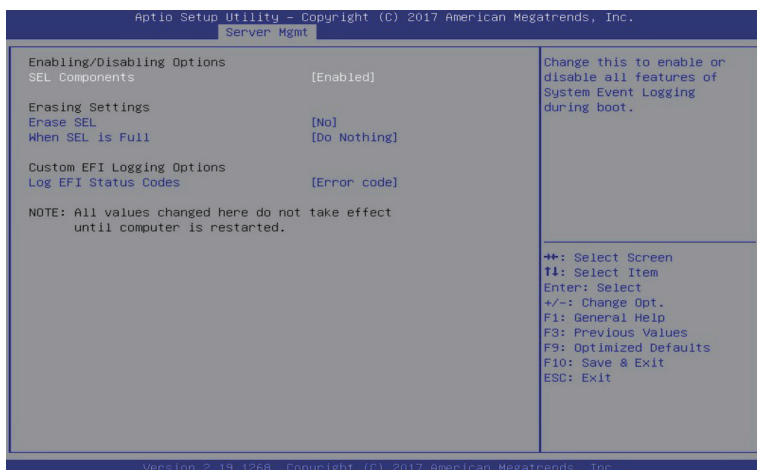 Aptio Setup Utility – Copyright (C) 2017 American Megatrends, Inc.
Server Mgmt
Enabling/Disabling Options
SEL Components [Enabled]
Erasing Settings
Erase SEL [No]
When SEL is Full [Do Nothing]
Custom EFI Logging Options
Log EFI Status Codes [Error code]
NOTE: All values changed here do not take effect
until computer is restarted.
Change this to enable or
disable all features of
System Event Logging
during boot.
→←: Select Screen
↑↓: Select Item
Enter: Select
+/-: Change Opt.
F1: General Help
F3: Previous Values
F9: Optimized Defaults
F10: Save & Exit
ESC: Exit
Version 2.19.1268. Copyright (C) 2017 American Megatrends, Inc.